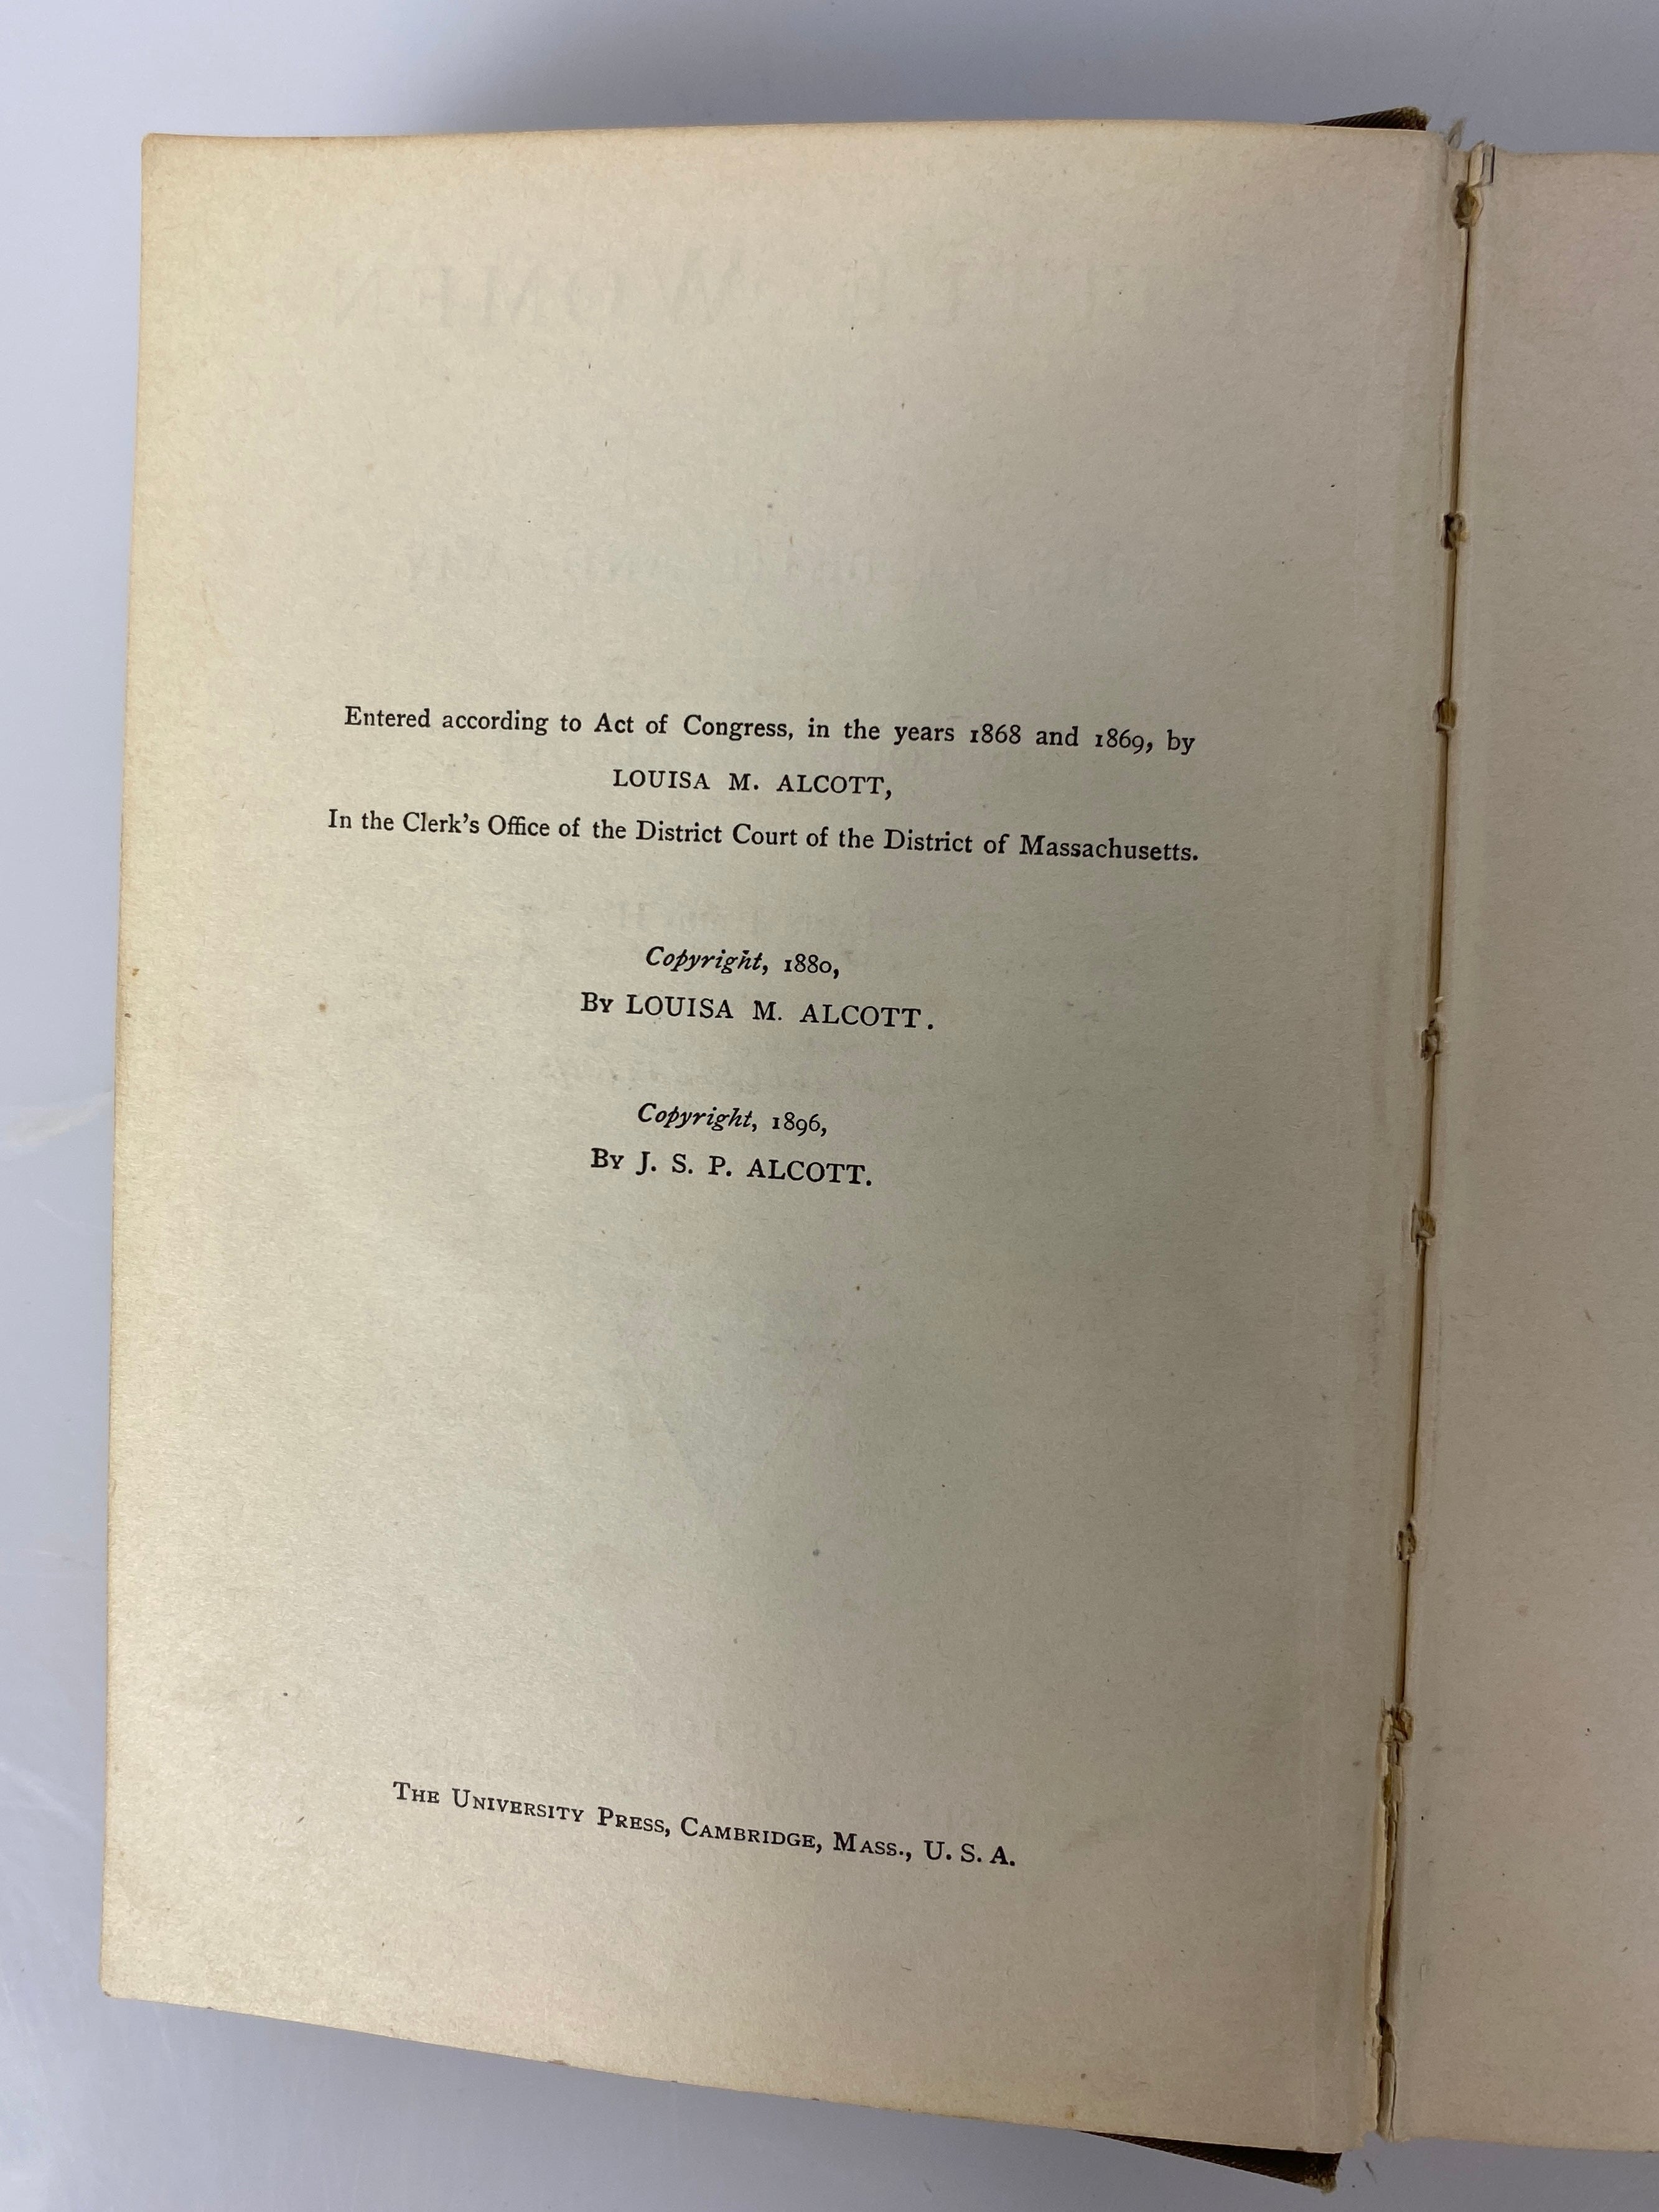 Entered according to Act of Congress, in the years 1868 and 1869, by
LOUISA M. ALCOTT,
In the Clerk's Office of the District Court of the District of Massachusetts.
Copyright, 1880,
By LOUISA M. ALCOTT.
Copyright, 1896,
By J. S. P. ALCOTT.
THE UNIVERSITY PRESS, CAMBRIDGE, MASS., U. S. A.